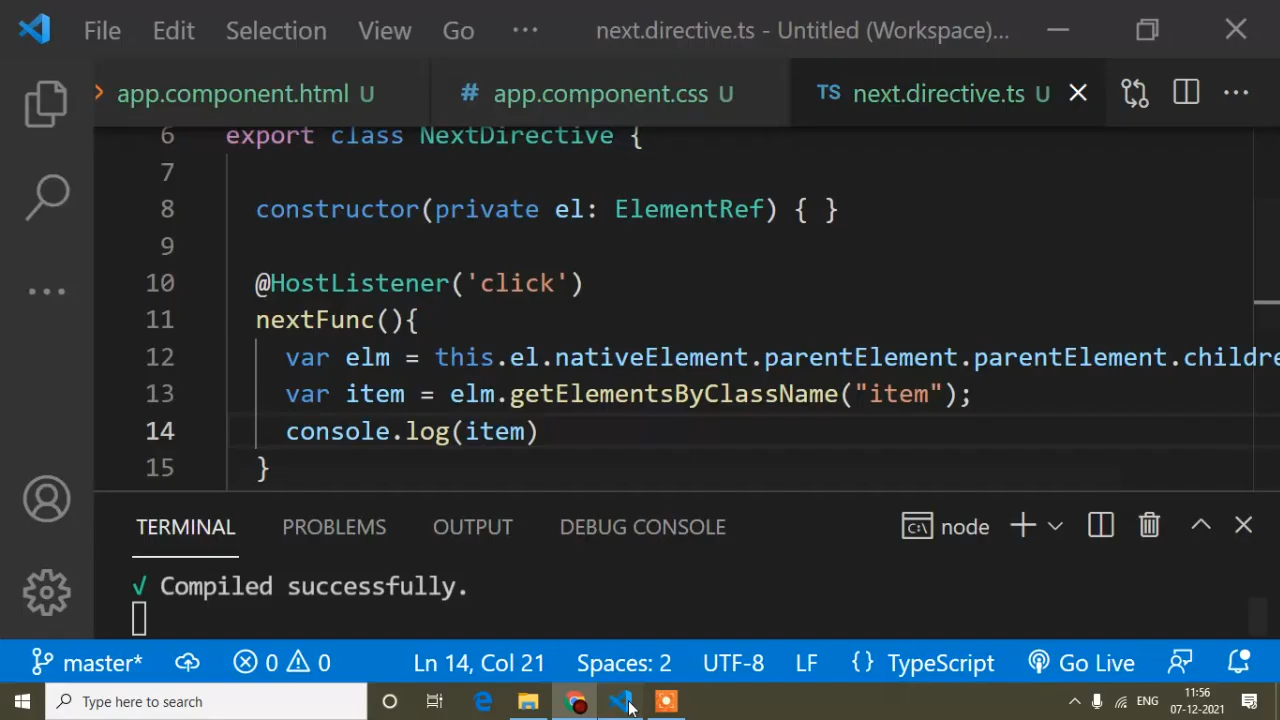 File Edit Selection View Go ··· next.directive.ts - Untitled (Workspace)...
app.component.html U # app.component.css U TS next.directive.ts U
6 export class NextDirective {
7
8 constructor(private el: ElementRef) { }
9
10 @HostListener('click')
11 nextFunc(){
12 var elm = this.el.nativeElement.parentElement.parentElement.childre
13 var item = elm.getElementsByClassName("item");
14 console.log(item)
15 }
TERMINAL PROBLEMS OUTPUT DEBUG CONSOLE node
√ Compiled successfully.
master* 0 0 Ln 14, Col 21 Spaces: 2 UTF-8 LF {} TypeScript Go Live
Type here to search ENG 11:56
07-12-2021